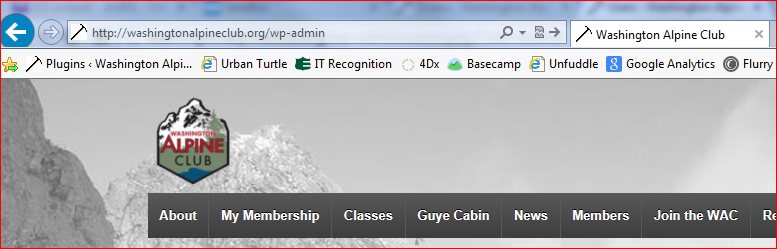 http://washingtonalpineclub.org/wp-admin
Washington Alpine Club
Plugins ‹ Washington Alpi... Urban Turtle IT Recognition 4Dx Basecamp Unfuddle Google Analytics Flurry
WASHINGTON
ALPINE
CLUB
About My Membership Classes Guye Cabin News Members Join the WAC Re